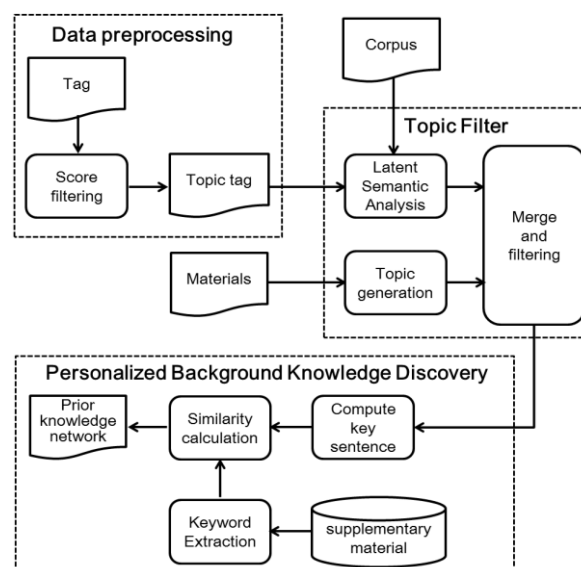 Data preprocessing
Tag
Score
filtering
Topic tag
Corpus
Topic Filter
Latent
Semantic
Analysis
Materials
Topic
generation
Merge
and
filtering
Personalized Background Knowledge Discovery
Prior
knowledge
network
Similarity
calculation
Compute
key
sentence
Keyword
Extraction
supplementary
material